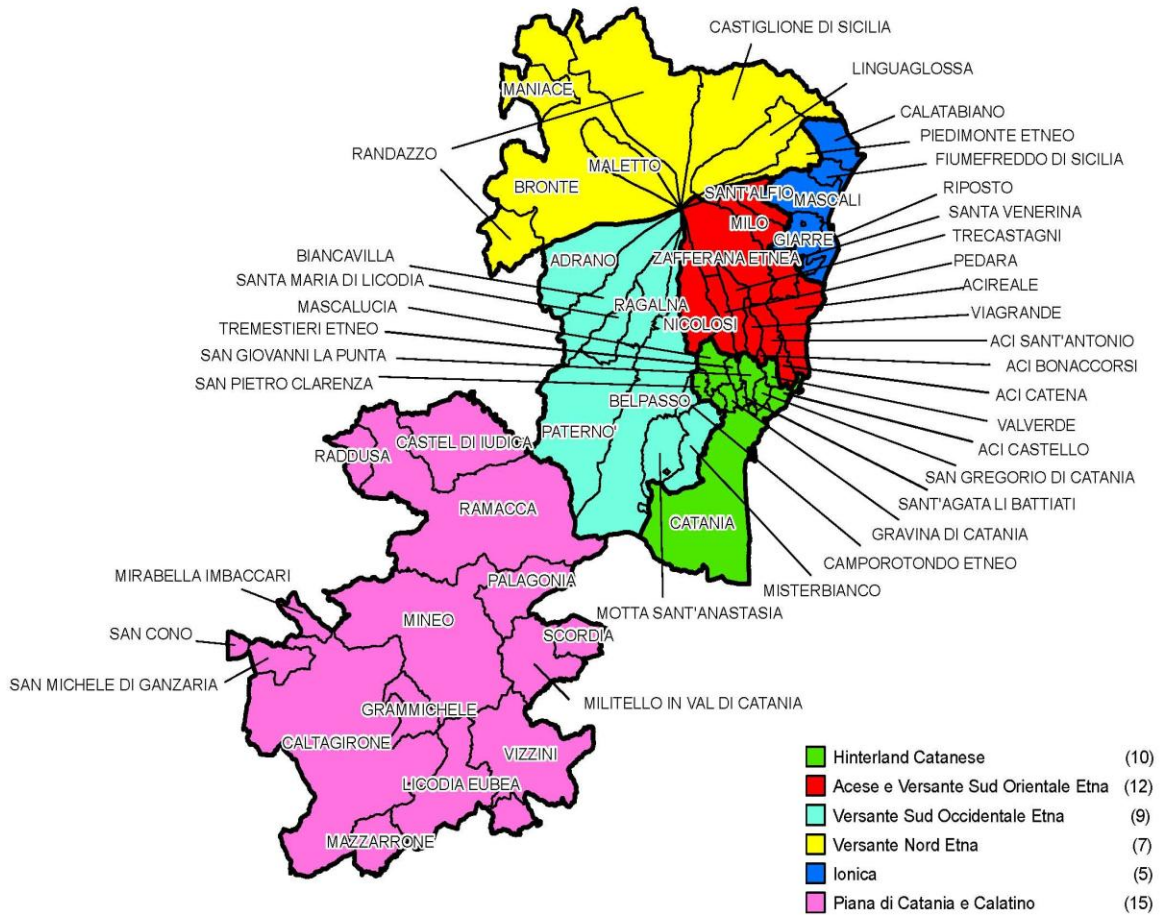 CASTIGLIONE DI SICILIA
LINGUAGLOSSA
MANIACE
CALATABIANO
PIEDIMONTE ETNEO
RANDAZZO
MALETTO
FIUMEFREDDO DI SICILIA
BRONTE
SANT'ALFIO
MASCALI
RIPOSTO
MILO
SANTA VENERINA
GIARRE
TRECASTAGNI
BIANCAVILLA
ADRANO
ZAFFERANA ETNEA
PEDARA
SANTA MARIA DI LICODIA
ACIREALE
MASCALUCIA
RAGALNA
VIAGRANDE
TREMESTIERI ETNEO
NICOLOSI
ACI SANT'ANTONIO
SAN GIOVANNI LA PUNTA
ACI BONACCORSI
SAN PIETRO CLARENZA
ACI CATENA
BELPASSO
VALVERDE
PATERNO'
CASTEL DI IUDICA
ACI CASTELLO
RADDUSA
SAN GREGORIO DI CATANIA
SANT'AGATA LI BATTIATI
RAMACCA
CATANIA
GRAVINA DI CATANIA
CAMPOROTONDO ETNEO
MIRABELLA IMBACCARI
PALAGONIA
MISTERBIANCO
MOTTA SANT'ANASTASIA
MINEO
SAN CONO
SCORDIA
SAN MICHELE DI GANZARIA
MILITELLO IN VAL DI CATANIA
GRAMMICHELE
CALTAGIRONE
VIZZINI
LICODIA EUBEA
MAZZARRONE
Hinterland Catanese (10)
Acese e Versante Sud Orientale Etna (12)
Versante Sud Occidentale Etna (9)
Versante Nord Etna (7)
Ionica (5)
Piana di Catania e Calatino (15)